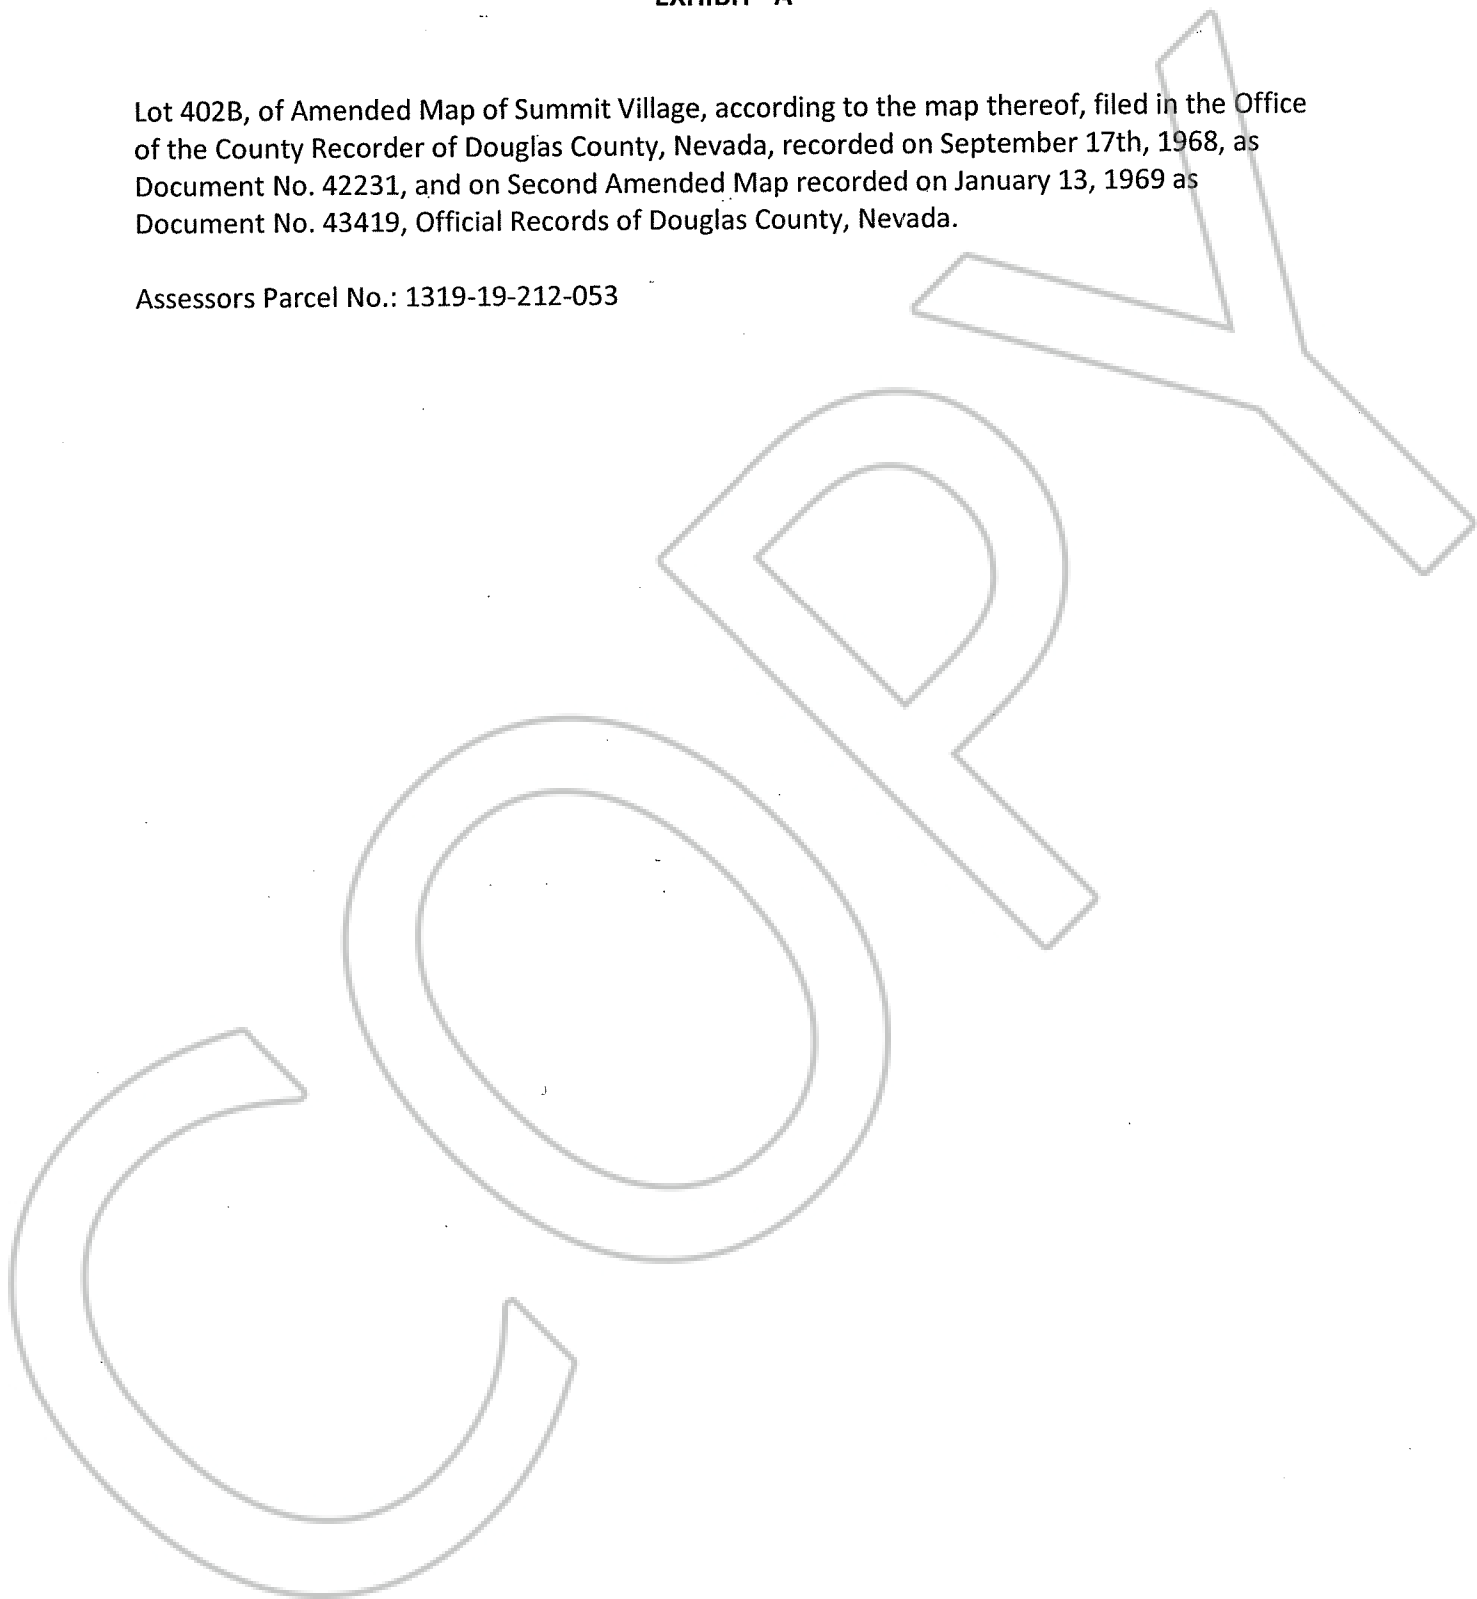 EXHIBIT "A"
Lot 402B, of Amended Map of Summit Village, according to the map thereof, filed in the Office
of the County Recorder of Douglas County, Nevada, recorded on September 17th, 1968, as
Document No. 42231, and on Second Amended Map recorded on January 13, 1969 as
Document No. 43419, Official Records of Douglas County, Nevada.
Assessors Parcel No.: 1319-19-212-053
COPY